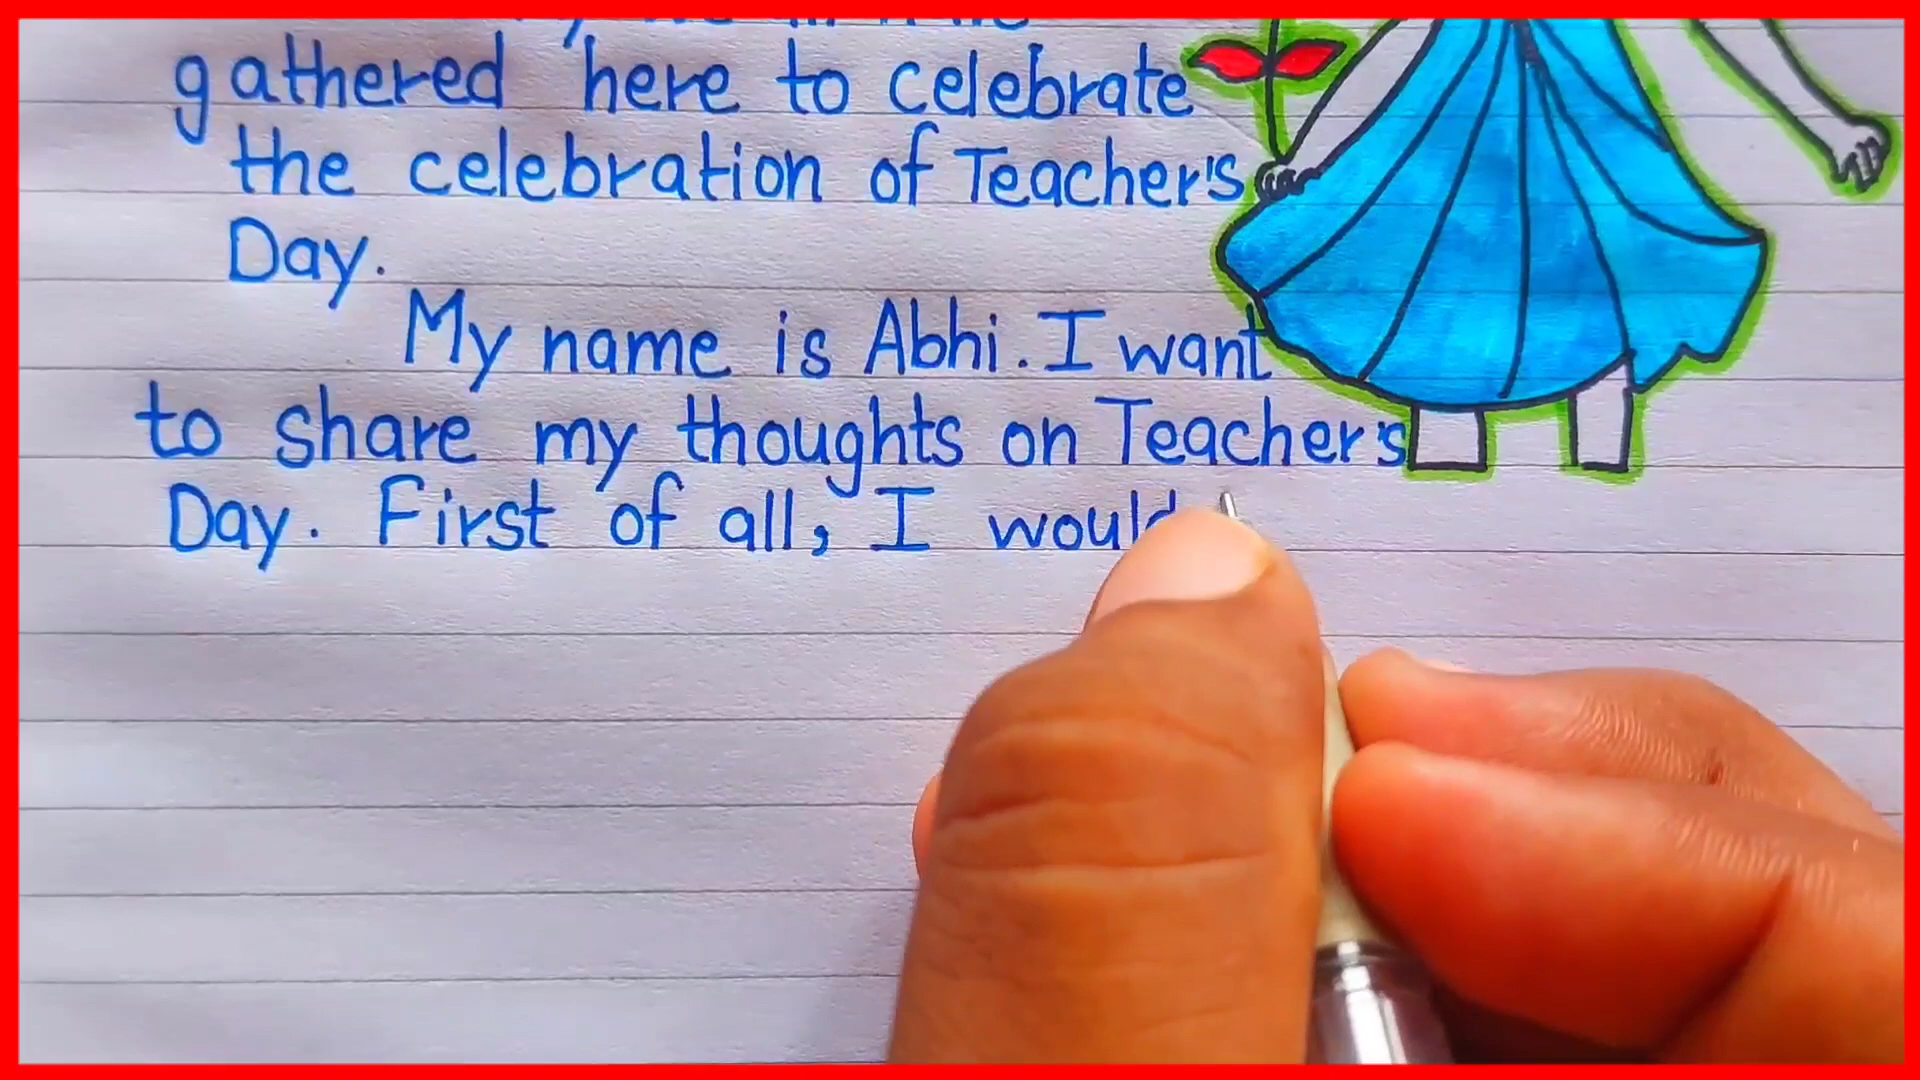 gathered here to celebrate
the celebration of Teacher's
Day.
My name is Abhi. I want
to share my thoughts on Teacher's
Day. First of all, I would